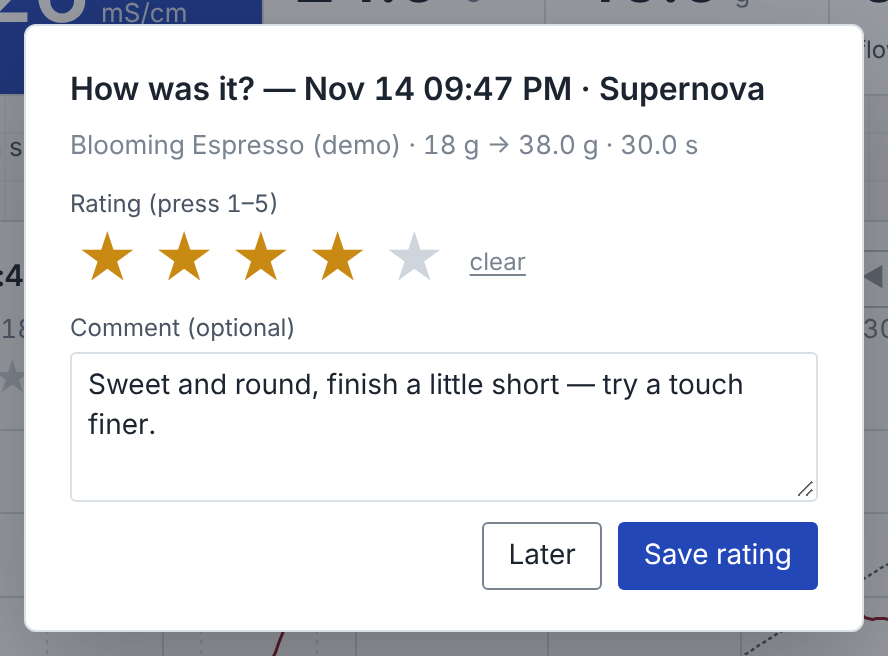 mS/cm
How was it? — Nov 14 09:47 PM · Supernova
Blooming Espresso (demo) · 18 g → 38.0 g · 30.0 s
Rating (press 1–5)
clear
Comment (optional)
Sweet and round, finish a little short — try a touch
finer.
Later
Save rating